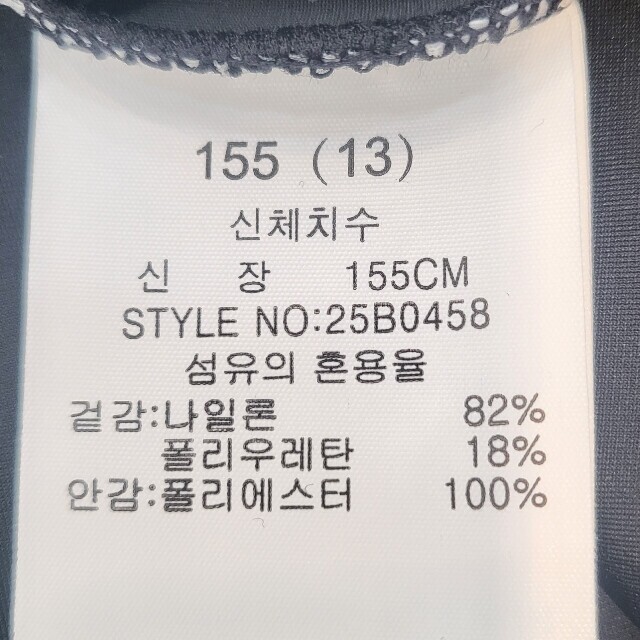 155 (13)
신체치수
신 장 155CM
STYLE NO:25B0458
섬유의 혼용율
겉감:나일론 82%
폴리우레탄 18%
안감:폴리에스터 100%